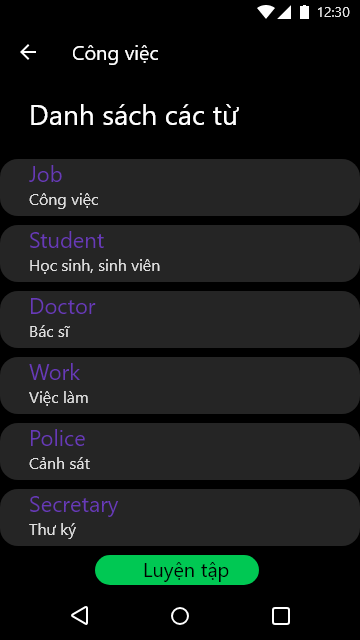 12:30
Công việc
Danh sách các từ
Job
Công việc
Student
Học sinh, sinh viên
Doctor
Bác sĩ
Work
Việc làm
Police
Cảnh sát
Secretary
Thư ký
Luyện tập